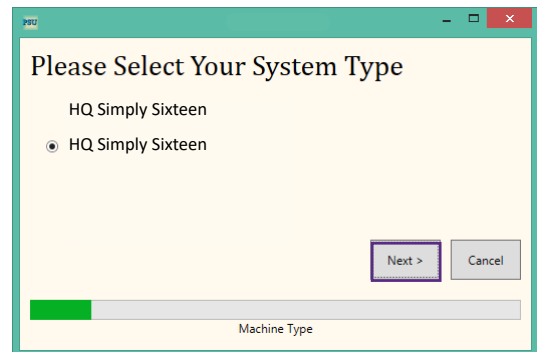 PSU
Please Select Your System Type
HQ Simply Sixteen
HQ Simply Sixteen
Next >
Cancel
Machine Type